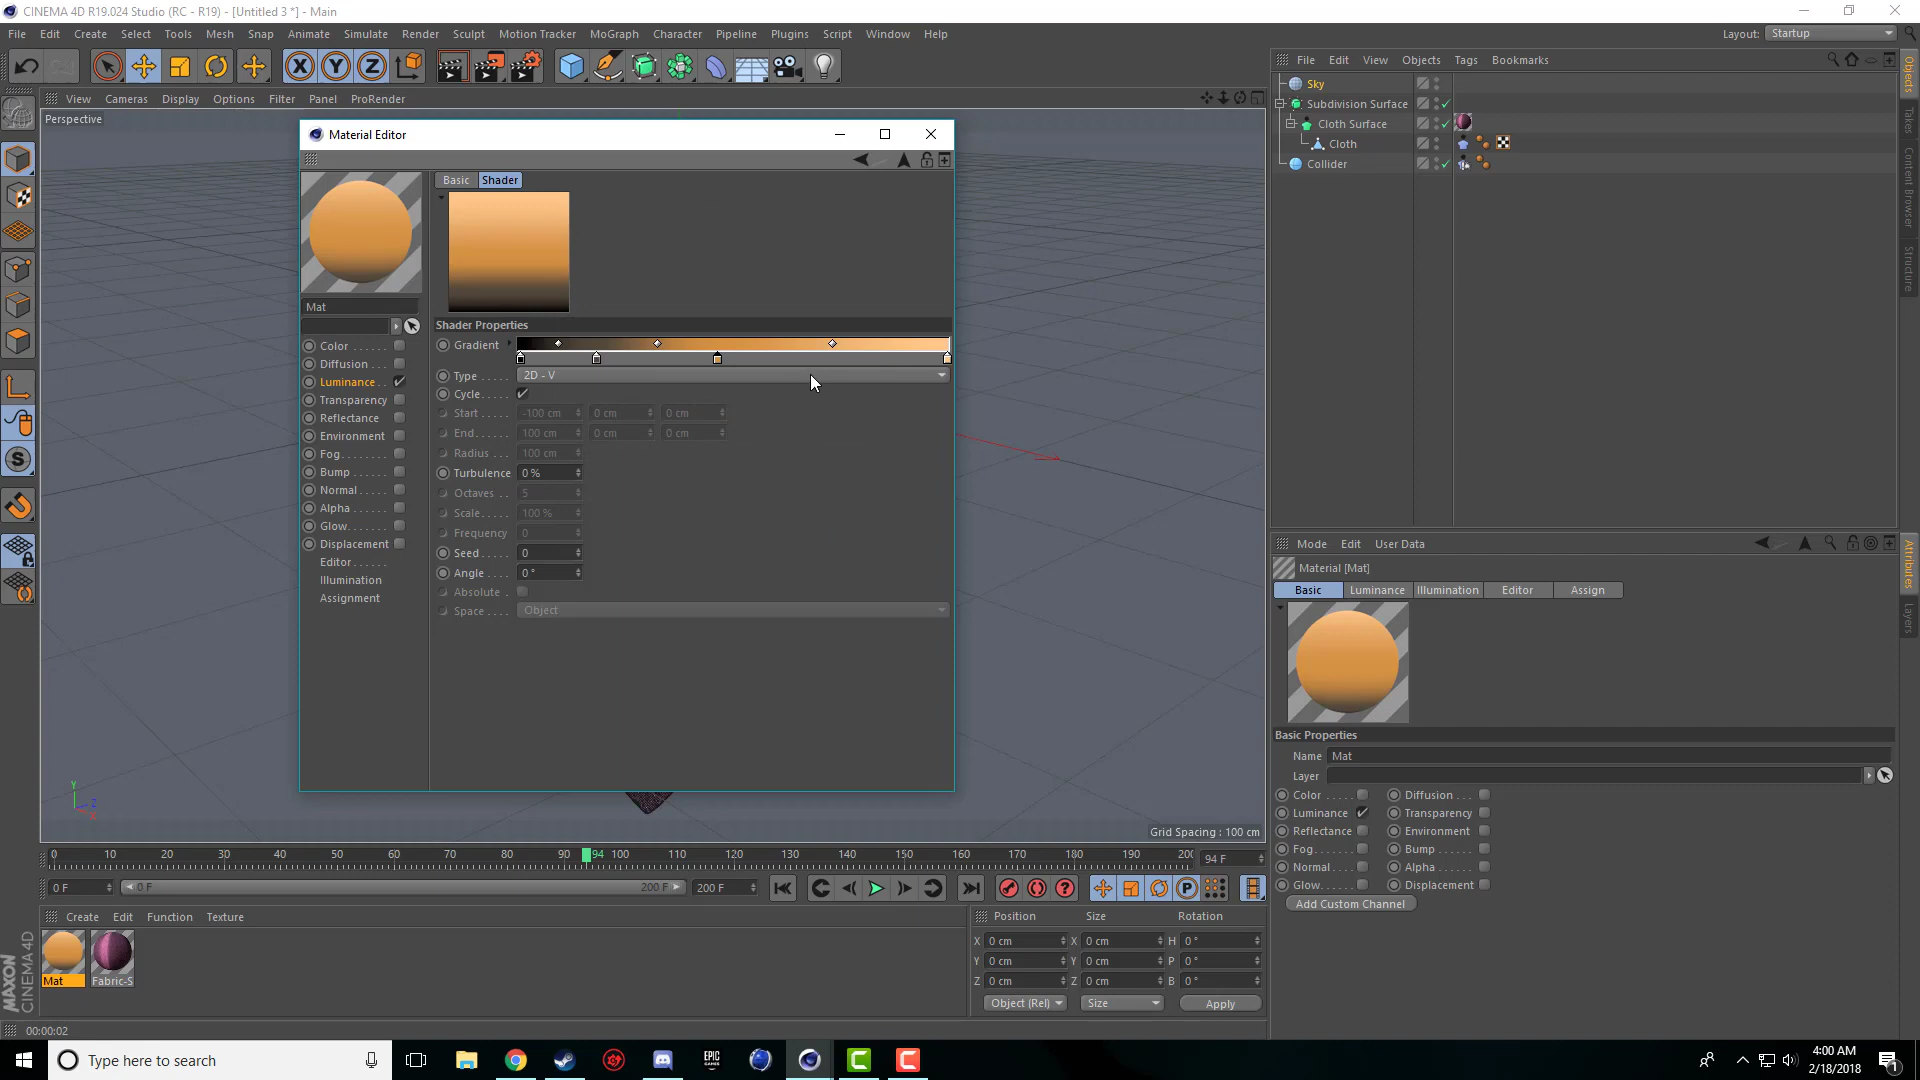 CINEMA 4D R19.024 Studio (RC - R19) - [Untitled 3 *] - Main
File Edit Create Select Tools Mesh Snap Animate Simulate Render Sculpt Motion Tracker MoGraph Character Pipeline Plugins Script Window Help
Layout: Startup
View Cameras Display Options Filter Panel ProRender
Perspective
Material Editor
Basic Shader
Mat
Shader Properties
Gradient
Type ..... 2D - V
Cycle.....
Start ..... -100 cm 0 cm 0 cm
End...... 100 cm 0 cm 0 cm
Radius .... 100 cm
Turbulence 0 %
Octaves .. 5
Scale..... 100 %
Frequency 0
Seed..... 0
Angle.... 0 °
Absolute .
Space .... Object
Color ......
Diffusion ...
Luminance. .
Transparency
Reflectance
Environment
Fog........
Bump .....
Normal .....
Alpha ......
Glow.......
Displacement
Editor......
Illumination
Assignment
Grid Spacing : 100 cm
File Edit View Objects Tags Bookmarks
Sky
Subdivision Surface
Cloth Surface
Cloth
Collider
Objects
Takes
Content Browser
Structure
Mode Edit User Data
Material [Mat]
Basic Luminance Illumination Editor Assign
Basic Properties
Name Mat
Layer
Color ..... Diffusion ...
Luminance Transparency
Reflectance Environment
Fog....... Bump .....
Normal .... Alpha .....
Glow...... Displacement
Add Custom Channel
Attributes
Layers
0 10 20 30 40 50 60 70 80 90 94 100 110 120 130 140 150 160 170 180 190 200
94 F
0 F 0 F 200 F 200 F
Create Edit Function Texture
Mat Fabric-S
Position Size Rotation
X 0 cm X 0 cm H 0 °
Y 0 cm Y 0 cm P 0 °
Z 0 cm Z 0 cm B 0 °
Object (Rel) Size Apply
MAXON
CINEMA 4D
00:00:02
Type here to search
EPIC
GAMES
4:00 AM
2/18/2018
1